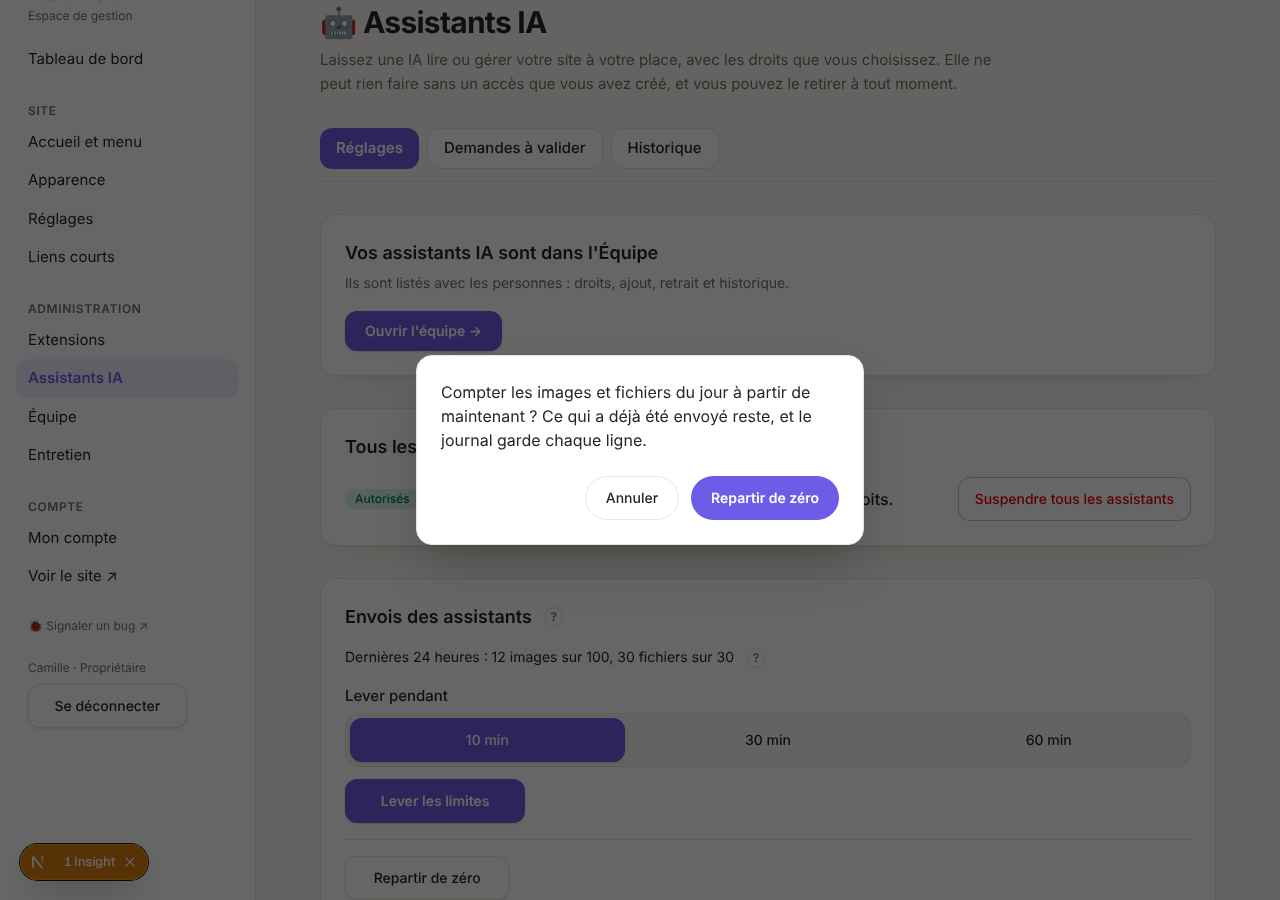 Espace de gestion
Tableau de bord
SITE
Accueil et menu
Apparence
Réglages
Liens courts
ADMINISTRATION
Extensions
Assistants IA
Équipe
Entretien
COMPTE
Mon compte
Voir le site ↗
Signaler un bug ↗
Camille · Propriétaire
Se déconnecter
1 Insight
Assistants IA
Laissez une IA lire ou gérer votre site à votre place, avec les droits que vous choisissez. Elle ne
peut rien faire sans un accès que vous avez créé, et vous pouvez le retirer à tout moment.
Réglages
Demandes à valider
Historique
Vos assistants IA sont dans l'Équipe
Ils sont listés avec les personnes : droits, ajout, retrait et historique.
Ouvrir l'équipe →
Compter les images et fichiers du jour à partir de
maintenant ? Ce qui a déjà été envoyé reste, et le
journal garde chaque ligne.
Annuler
Repartir de zéro
Tous les
Autorisés
Suspendre tous les assistants
Envois des assistants ?
Dernières 24 heures : 12 images sur 100, 30 fichiers sur 30 ?
Lever pendant
10 min
30 min
60 min
Lever les limites
Repartir de zéro